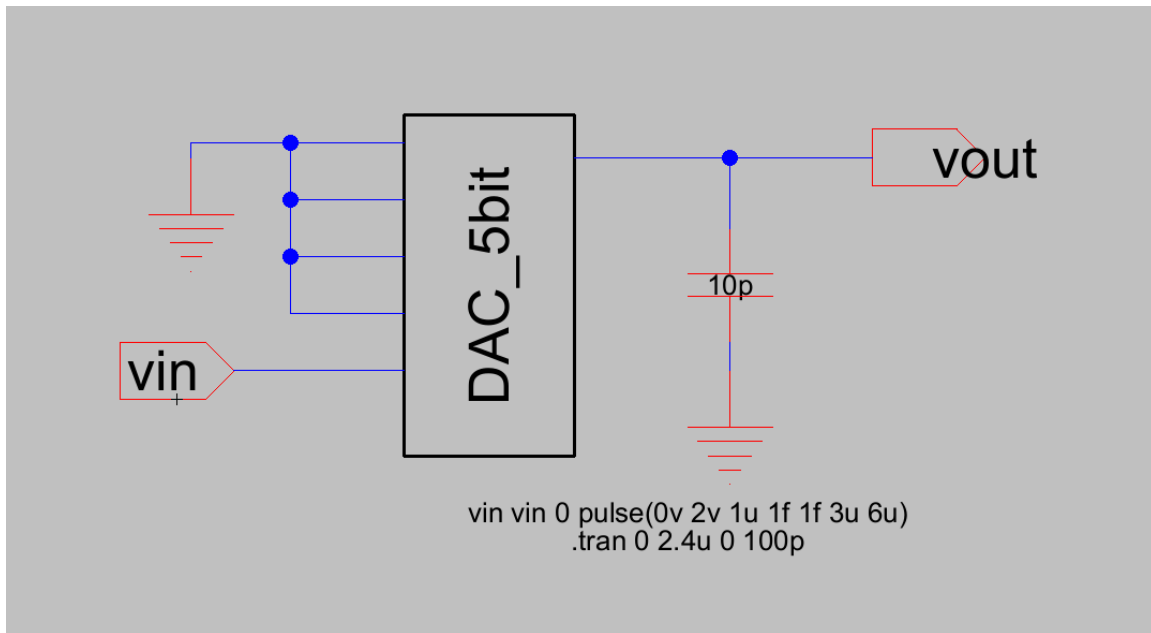 DAC_5bit
vout
10p
vin
vin vin 0 pulse(0v 2v 1u 1f 1f 3u 6u)
.tran 0 2.4u 0 100p